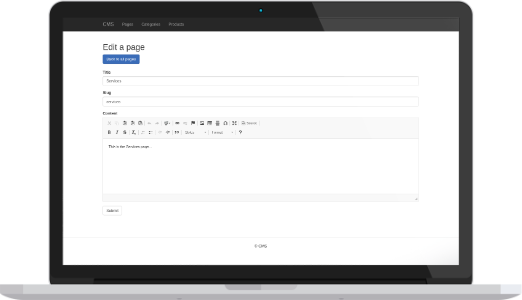 CMS Pages Categories Products
Edit a page
Back to all pages
Title
Services
Slug
services
Content
Source
B I S
Styles Format
This is the Services page...
Submit
© CMS